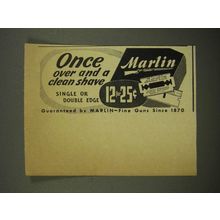 Once
over and a
clean shave
SINGLE OR
DOUBLE EDGE
12 for 25¢
Marlin
Marlin
Guaranteed by MARLIN—Fine Guns Since 1870